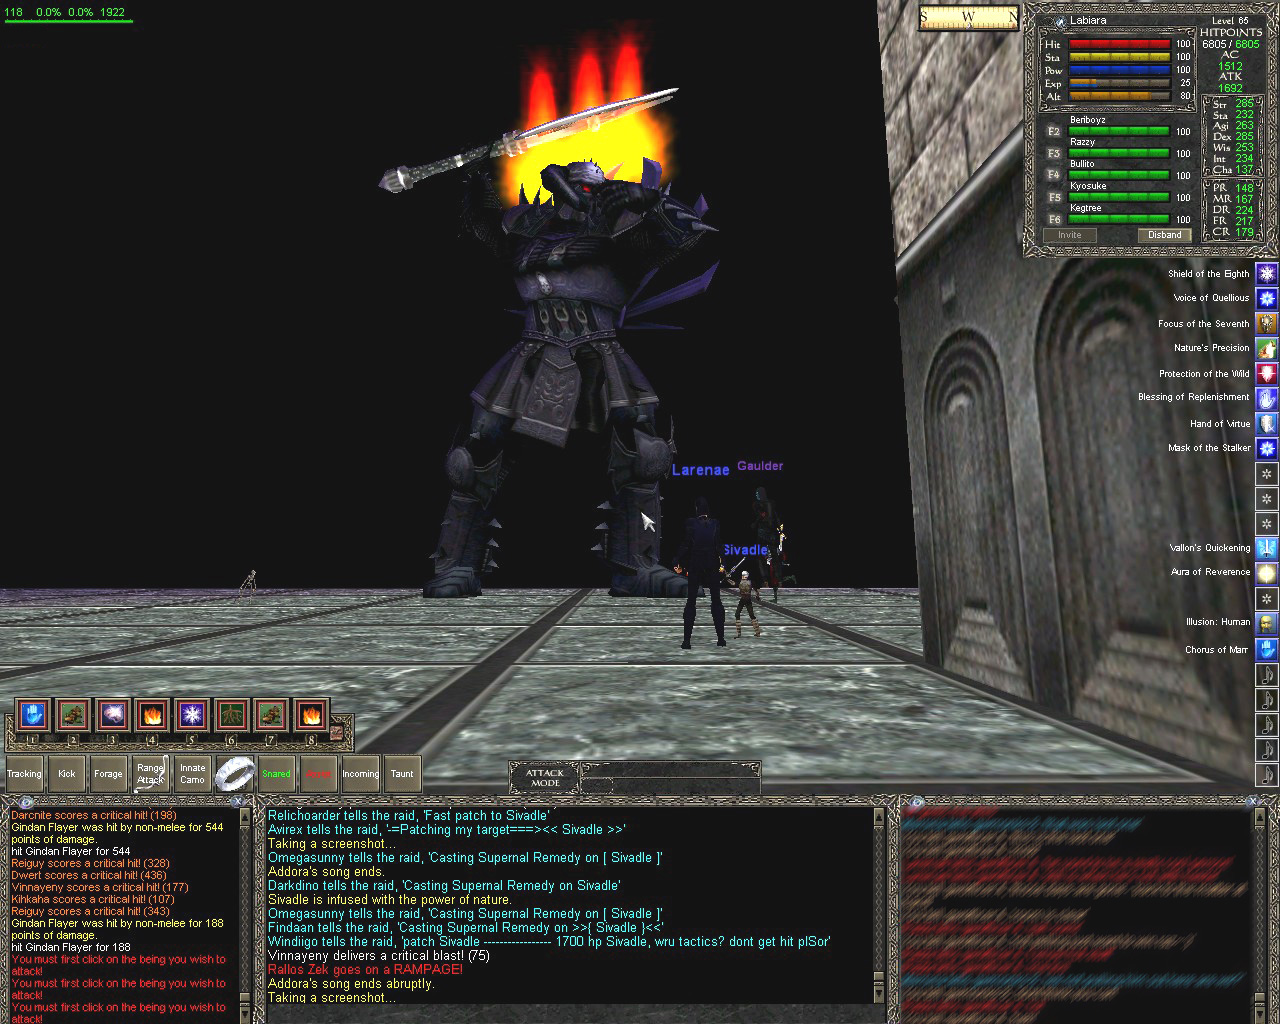 118 0.0% 0.0% 1922
S W N
Labiara
Level 65
HITPOINTS
6805 / 6805
AC
1512
ATK
1692
Hit 100
Sta 100
Pow 100
Exp 25
Alt 80
Str 285
Sta 232
Agi 263
Dex 285
Wis 253
Int 234
Cha 137
PR 148
MR 167
DR 224
FR 217
CR 179
Beriboyz
F2 100
Razzy
F3 100
Bullito
F4 100
Kyosuke
F5 100
Kegtree
F6 100
Invite Disband
Shield of the Eighth
Voice of Quellious
Focus of the Seventh
Nature's Precision
Protection of the Wild
Blessing of Replenishment
Hand of Virtue
Mask of the Stalker
Vallon's Quickening
Aura of Reverence
Illusion: Human
Chorus of Marr
Larenae Gaulder
Sivadle
1 2 3 4 5 6 7 8
Tracking Kick Forage Range Attack Innate Camo Snared Incoming Taunt
ATTACK MODE
Darcnite scores a critical hit! (198)
Gindan Flayer was hit by non-melee for 544
points of damage.
hit Gindan Flayer for 544
Reiguy scores a critical hit! (328)
Dwert scores a critical hit! (436)
Vinnayeny scores a critical hit! (177)
Kihkaha scores a critical hit! (107)
Reiguy scores a critical hit! (343)
Gindan Flayer was hit by non-melee for 188
points of damage.
hit Gindan Flayer for 188
You must first click on the being you wish to
attack!
You must first click on the being you wish to
attack!
You must first click on the being you wish to
attack!
Relichoarder tells the raid, 'Fast patch to Sivadle'
Avirex tells the raid, '-=Patching my target===><< Sivadle >>'
Taking a screenshot...
Omegasunny tells the raid, 'Casting Supernal Remedy on [ Sivadle ]'
Addora's song ends.
Darkdino tells the raid, 'Casting Supernal Remedy on Sivadle'
Sivadle is infused with the power of nature.
Omegasunny tells the raid, 'Casting Supernal Remedy on [ Sivadle ]'
Findaan tells the raid, 'Casting Supernal Remedy on >>{ Sivadle }<<'
Windiigo tells the raid, 'patch Sivadle ----------------- 1700 hp Sivadle, wru tactics? dont get hit plSor'
Vinnayeny delivers a critical blast! (75)
Rallos Zek goes on a RAMPAGE!
Addora's song ends abruptly.
Taking a screenshot...